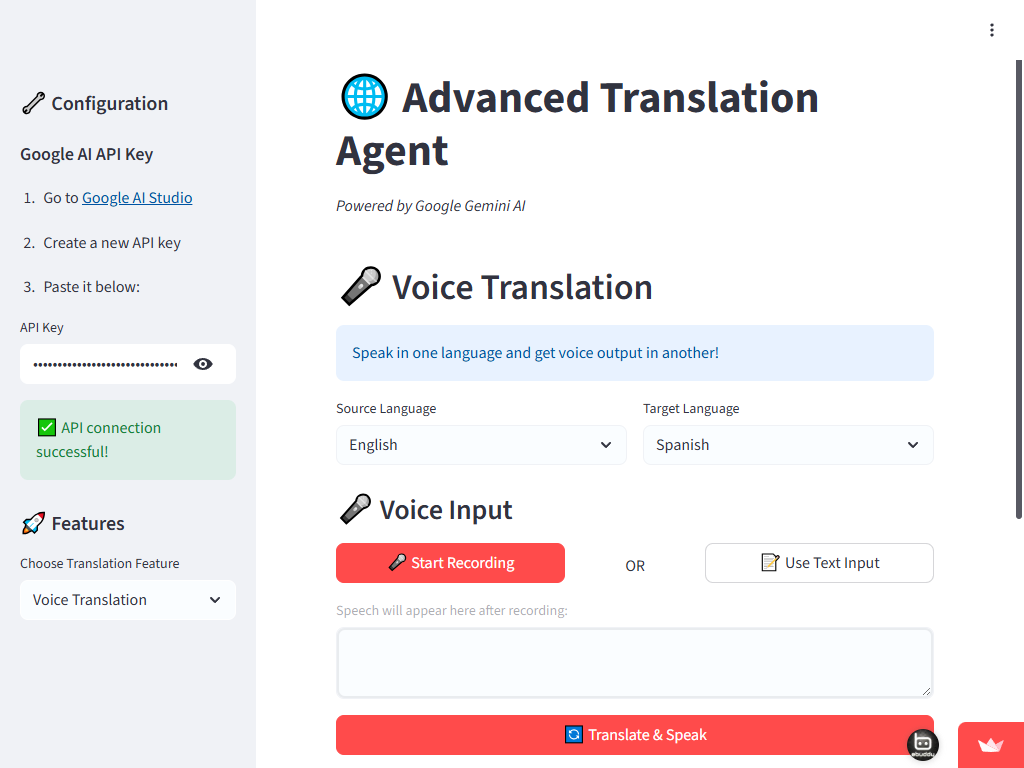 Configuration
Google AI API Key
1. Go to Google AI Studio
2. Create a new API key
3. Paste it below:
API Key
••••••••••••••••••••••••••••••
API connection
successful!
Features
Choose Translation Feature
Voice Translation
Advanced Translation
Agent
Powered by Google Gemini AI
Voice Translation
Speak in one language and get voice output in another!
Source Language
Target Language
English
Spanish
Voice Input
Start Recording
OR
Use Text Input
Speech will appear here after recording:
Translate & Speak